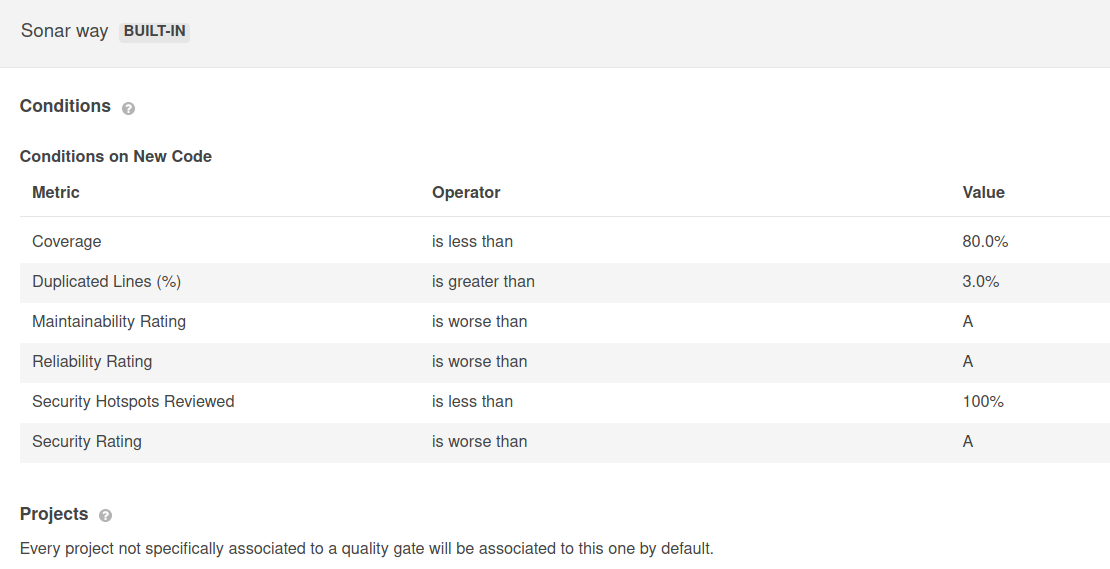 Sonar way BUILT-IN
Conditions ?
Conditions on New Code
Metric Operator Value
Coverage is less than 80.0%
Duplicated Lines (%) is greater than 3.0%
Maintainability Rating is worse than A
Reliability Rating is worse than A
Security Hotspots Reviewed is less than 100%
Security Rating is worse than A
Projects ?
Every project not specifically associated to a quality gate will be associated to this one by default.